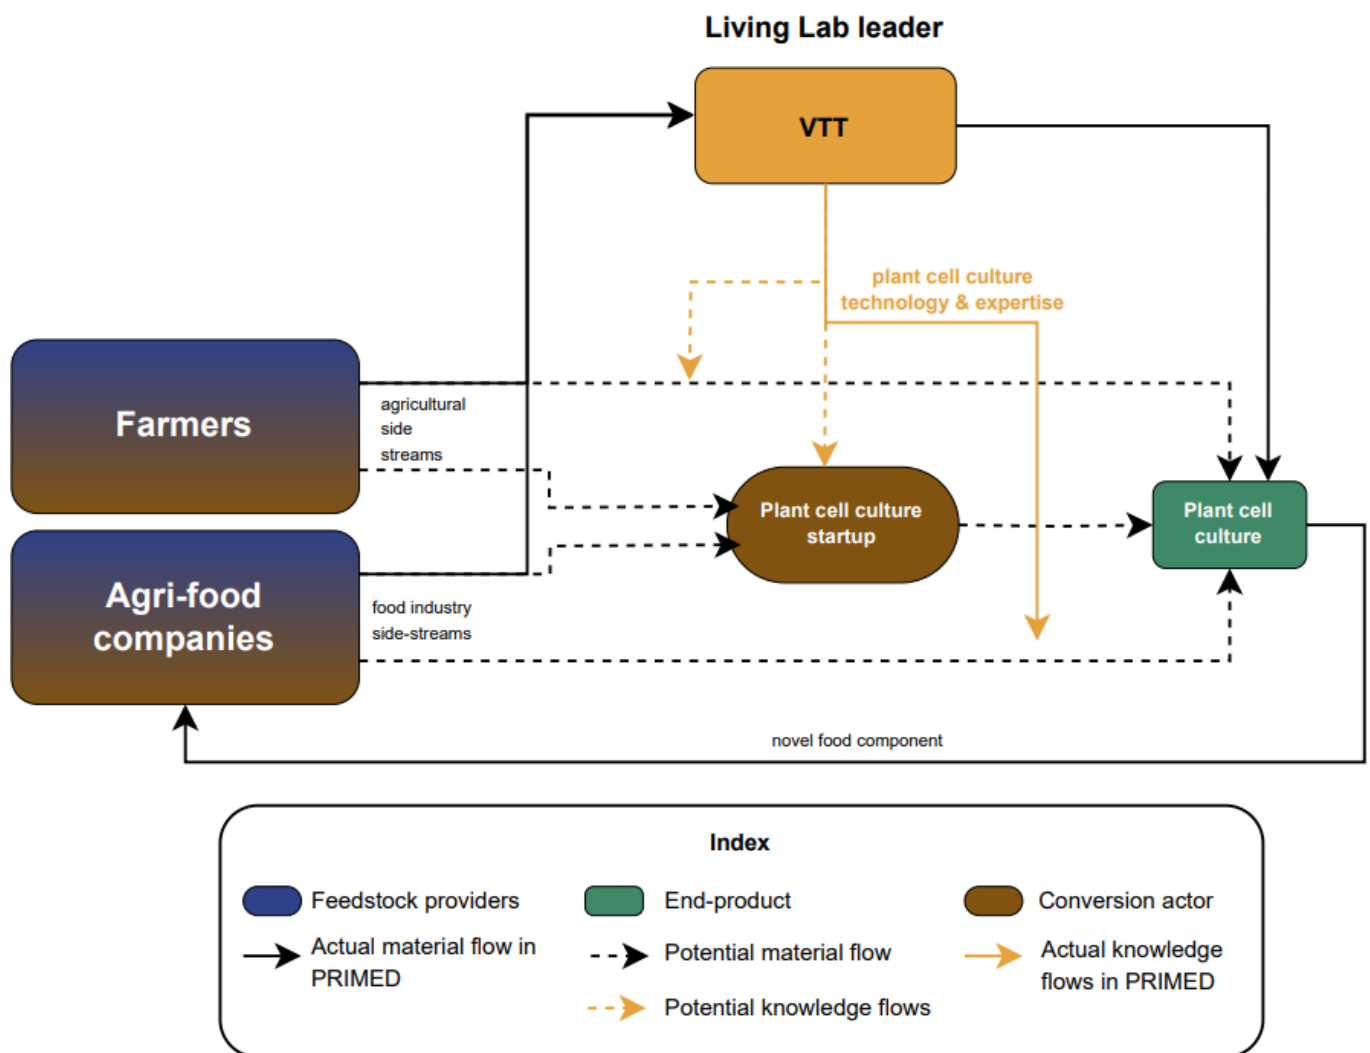 Living Lab leader
VTT
plant cell culture
technology & expertise
Farmers
agricultural
side
streams
Plant cell culture
startup
Plant cell
culture
Agri-food
companies
food industry
side-streams
novel food component
Index
Feedstock providers
End-product
Conversion actor
Actual material flow in
PRIMED
Potential material flow
Actual knowledge
flows in PRIMED
Potential knowledge flows